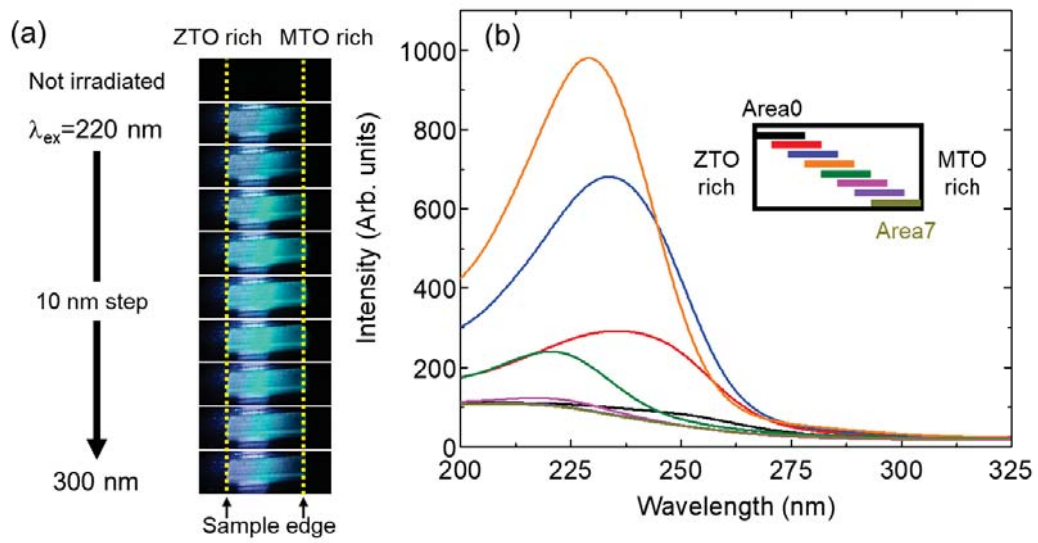 (a)
ZTO rich MTO rich
Not irradiated
λex=220 nm
10 nm step
300 nm
Sample edge
(b)
Intensity (Arb. units)
1000
800
600
400
200
0
200 225 250 275 300 325
Wavelength (nm)
Area0
ZTO
rich
MTO
rich
Area7